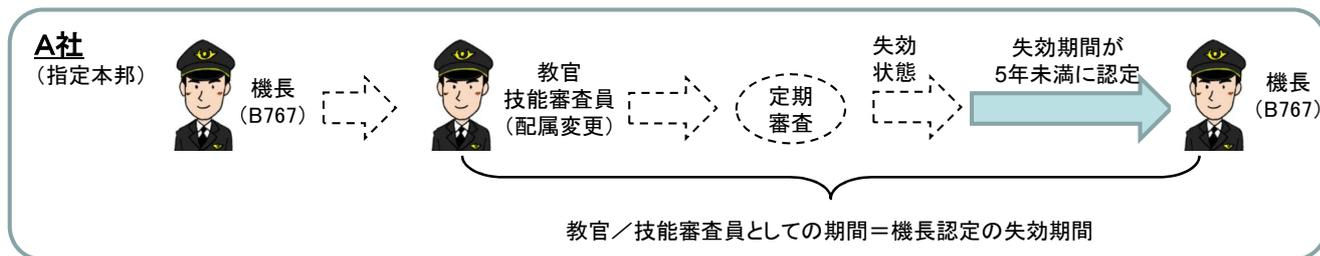 A社
（指定本邦）
機長
（B767）
教官
技能審査員
（配属変更）
定期
審査
失効
状態
失効期間が
5年未満に認定
機長
（B767）
教官／技能審査員としての期間＝機長認定の失効期間